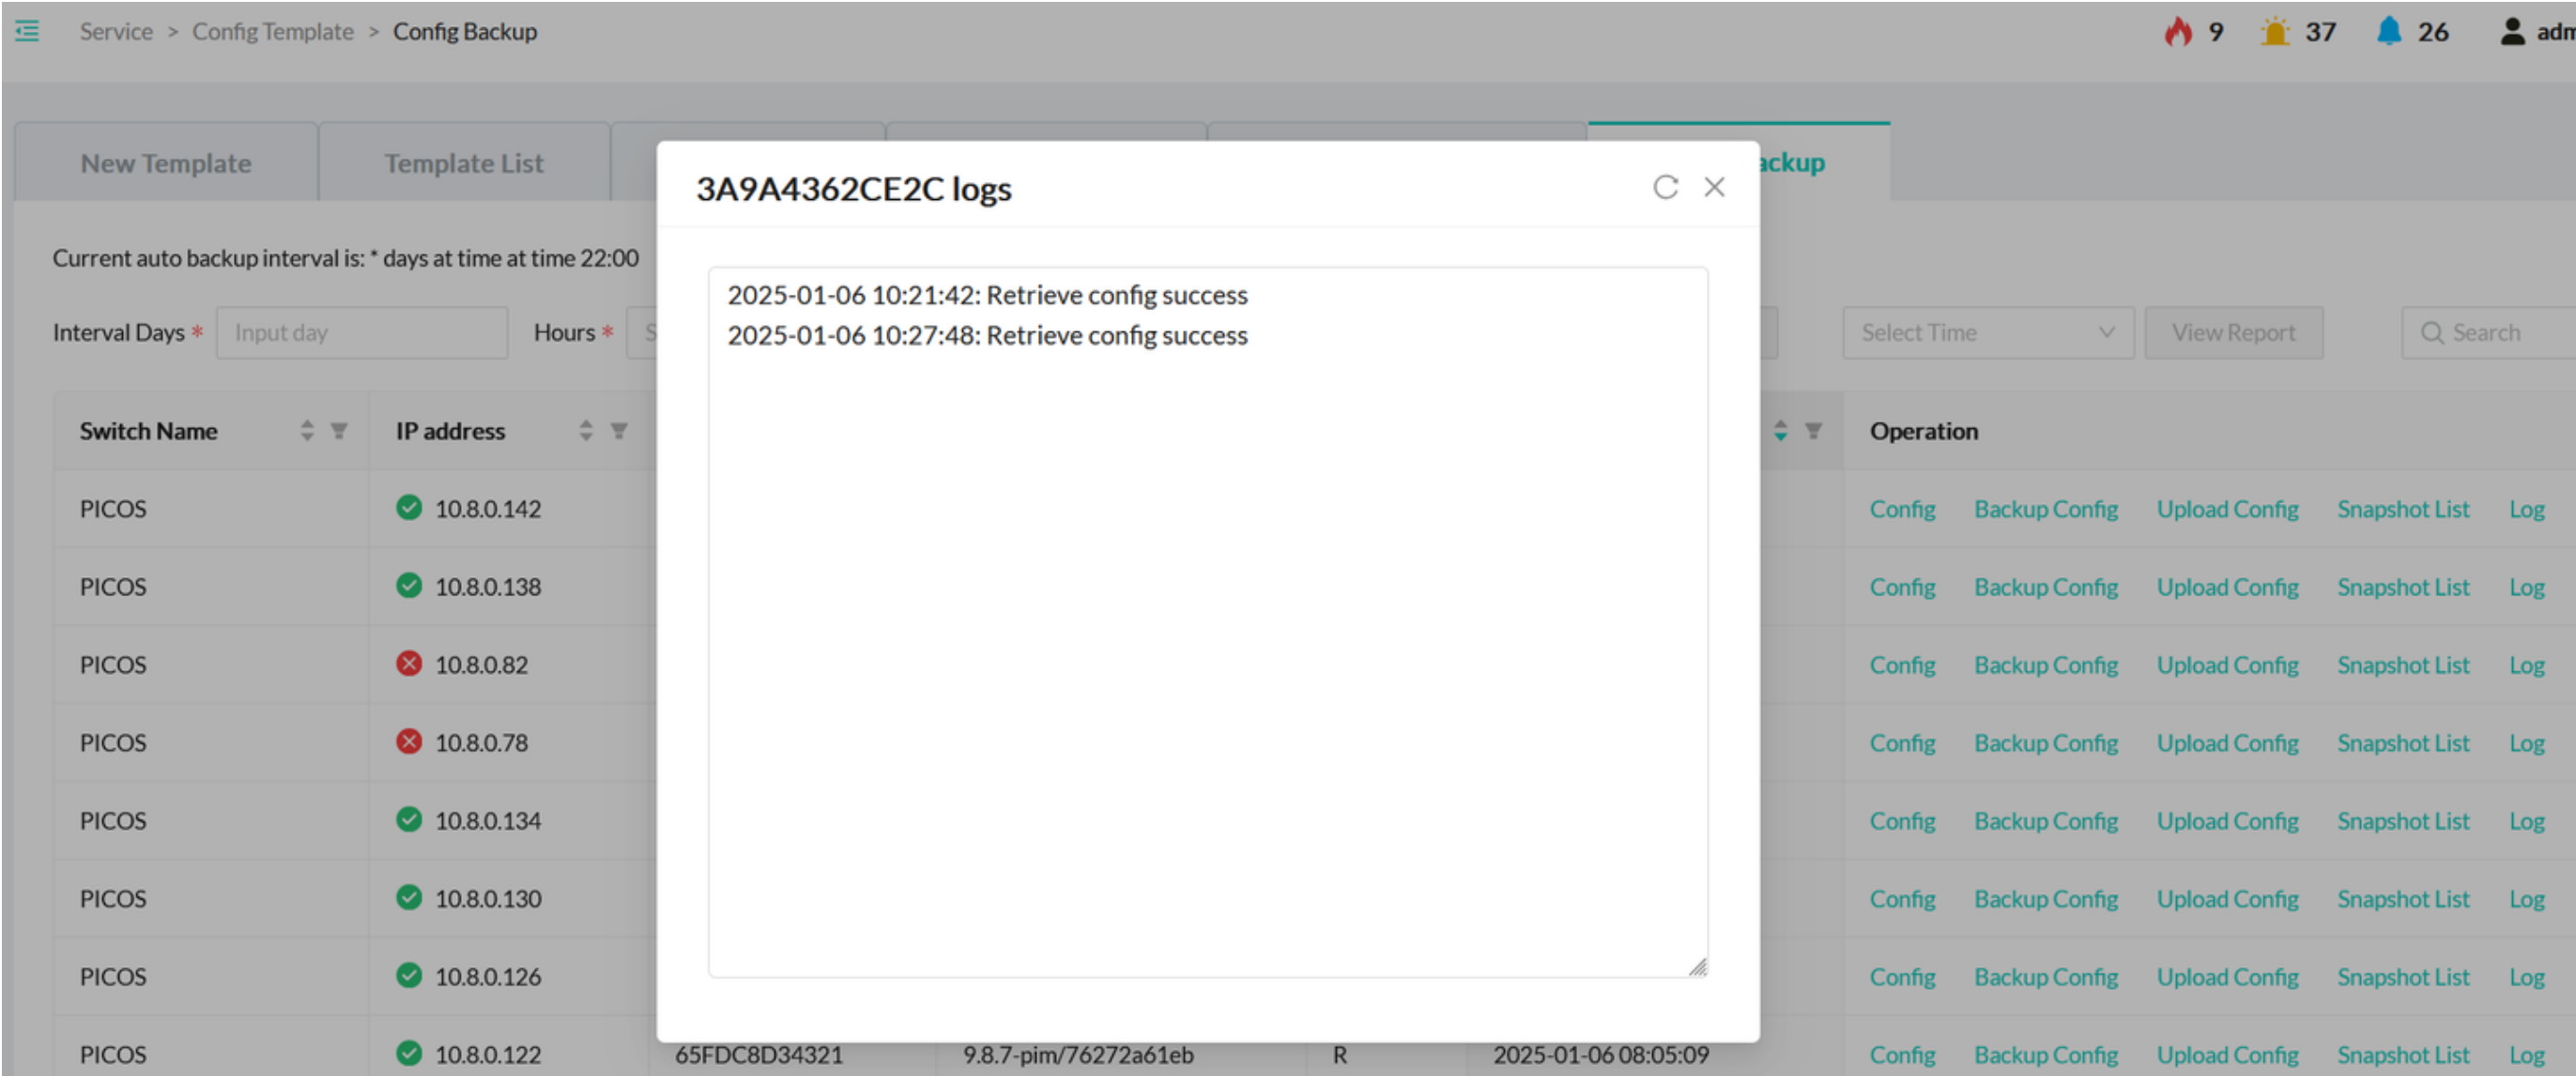 Service > Config Template > Config Backup 9 37 26 adm
New Template Template List ackup
3A9A4362CE2C logs
Current auto backup interval is: * days at time at time 22:00
2025-01-06 10:21:42: Retrieve config success
2025-01-06 10:27:48: Retrieve config success
Interval Days * Input day Hours * S Select Time View Report Search
Switch Name IP address Operation
PICOS 10.8.0.142 Config Backup Config Upload Config Snapshot List Log
PICOS 10.8.0.138 Config Backup Config Upload Config Snapshot List Log
PICOS 10.8.0.82 Config Backup Config Upload Config Snapshot List Log
PICOS 10.8.0.78 Config Backup Config Upload Config Snapshot List Log
PICOS 10.8.0.134 Config Backup Config Upload Config Snapshot List Log
PICOS 10.8.0.130 Config Backup Config Upload Config Snapshot List Log
PICOS 10.8.0.126 Config Backup Config Upload Config Snapshot List Log
PICOS 10.8.0.122 65FDC8D34321 9.8.7-pim/76272a61eb R 2025-01-06 08:05:09 Config Backup Config Upload Config Snapshot List Log